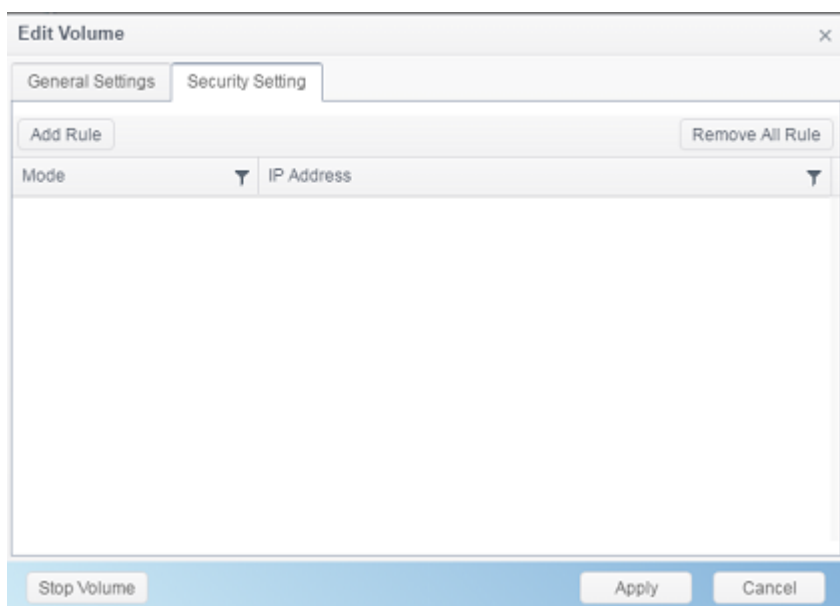 Edit Volume
General Settings Security Setting
Add Rule Remove All Rule
Mode IP Address
Stop Volume Apply Cancel